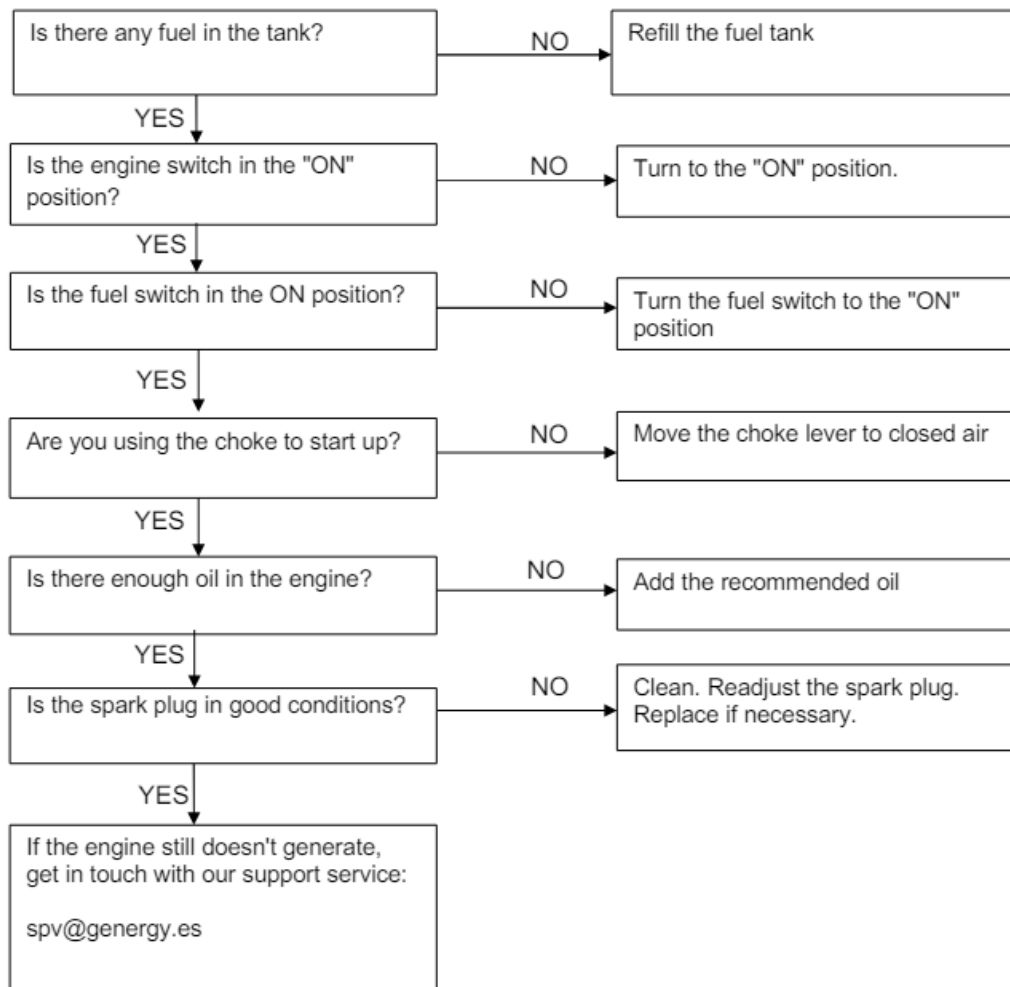 Is there any fuel in the tank?
NO
Refill the fuel tank
YES
Is the engine switch in the "ON"
position?
NO
Turn to the "ON" position.
YES
Is the fuel switch in the ON position?
NO
Turn the fuel switch to the "ON"
position
YES
Are you using the choke to start up?
NO
Move the choke lever to closed air
YES
Is there enough oil in the engine?
NO
Add the recommended oil
YES
Is the spark plug in good conditions?
NO
Clean. Readjust the spark plug.
Replace if necessary.
YES
If the engine still doesn't generate,
get in touch with our support service:
spv@genergy.es